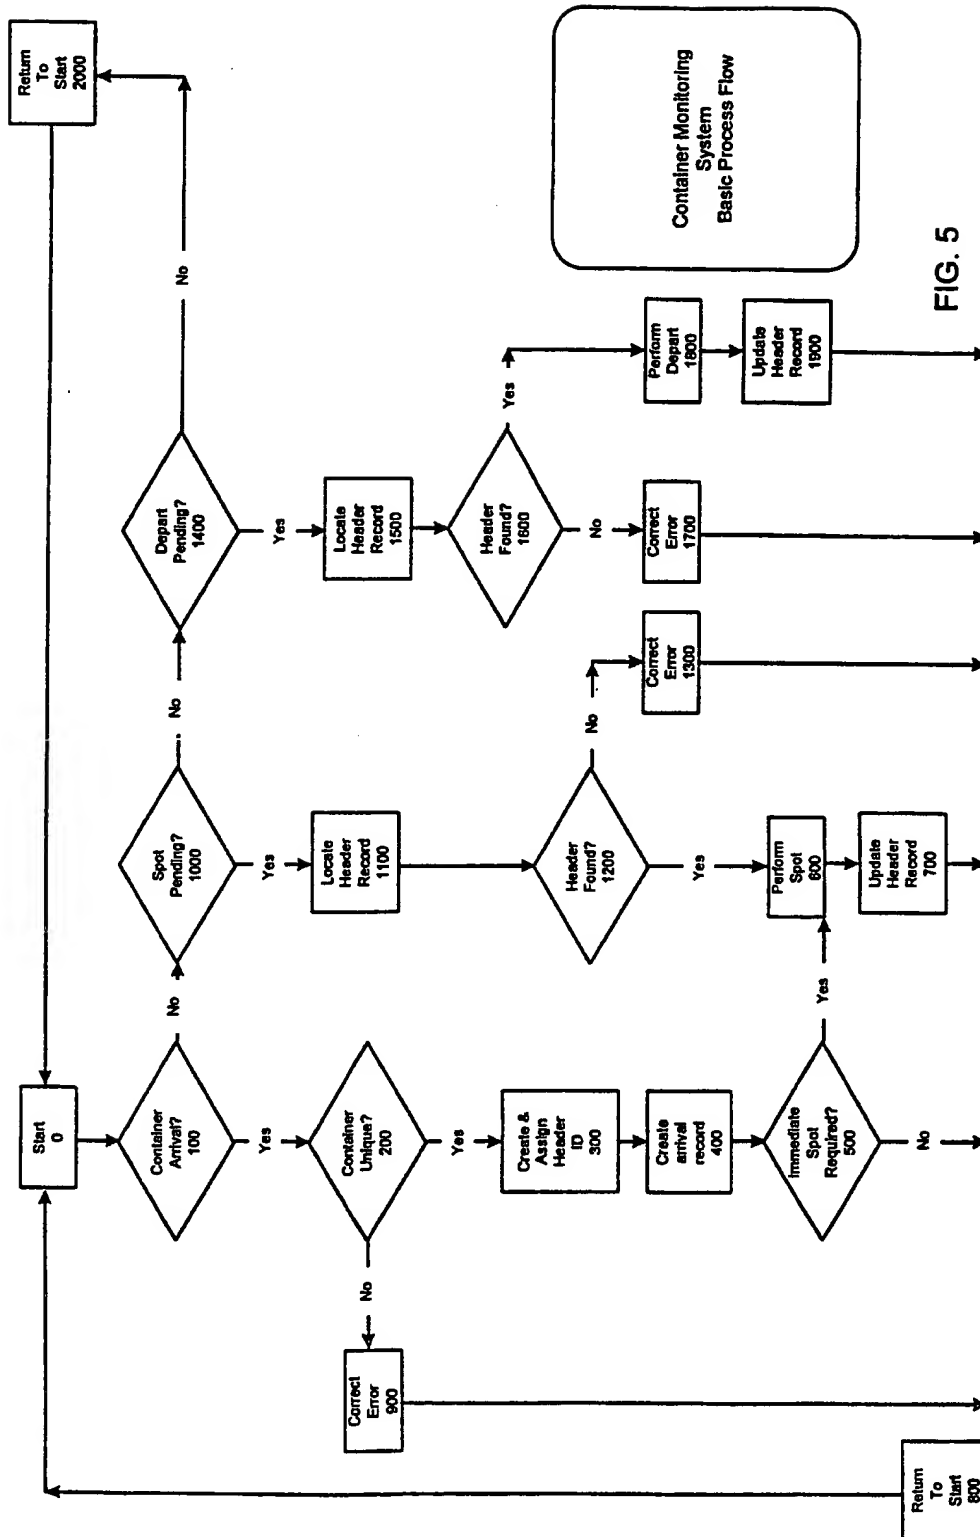 Start
0
Container
Arrival?
100
No
Spot
Pending?
1000
No
Depart
Pending?
1400
No
Return
To
Start
2000
Yes
Container
Unique?
200
No
Correct
Error
900
Yes
Create &
Assign
Header
ID
300
Create
arrival
record
400
Immediate
Spot
Required?
500
Yes
No
Return
To
Start
800
Yes
Locate
Header
Record
1100
Header
Found?
1200
No
Correct
Error
1300
Yes
Perform
Spot
600
Update
Header
Record
700
Yes
Locate
Header
Record
1500
Header
Found?
1600
No
Correct
Error
1700
Yes
Perform
Depart
1800
Update
Header
Record
1900
Container Monitoring
System
Basic Process Flow
FIG. 5